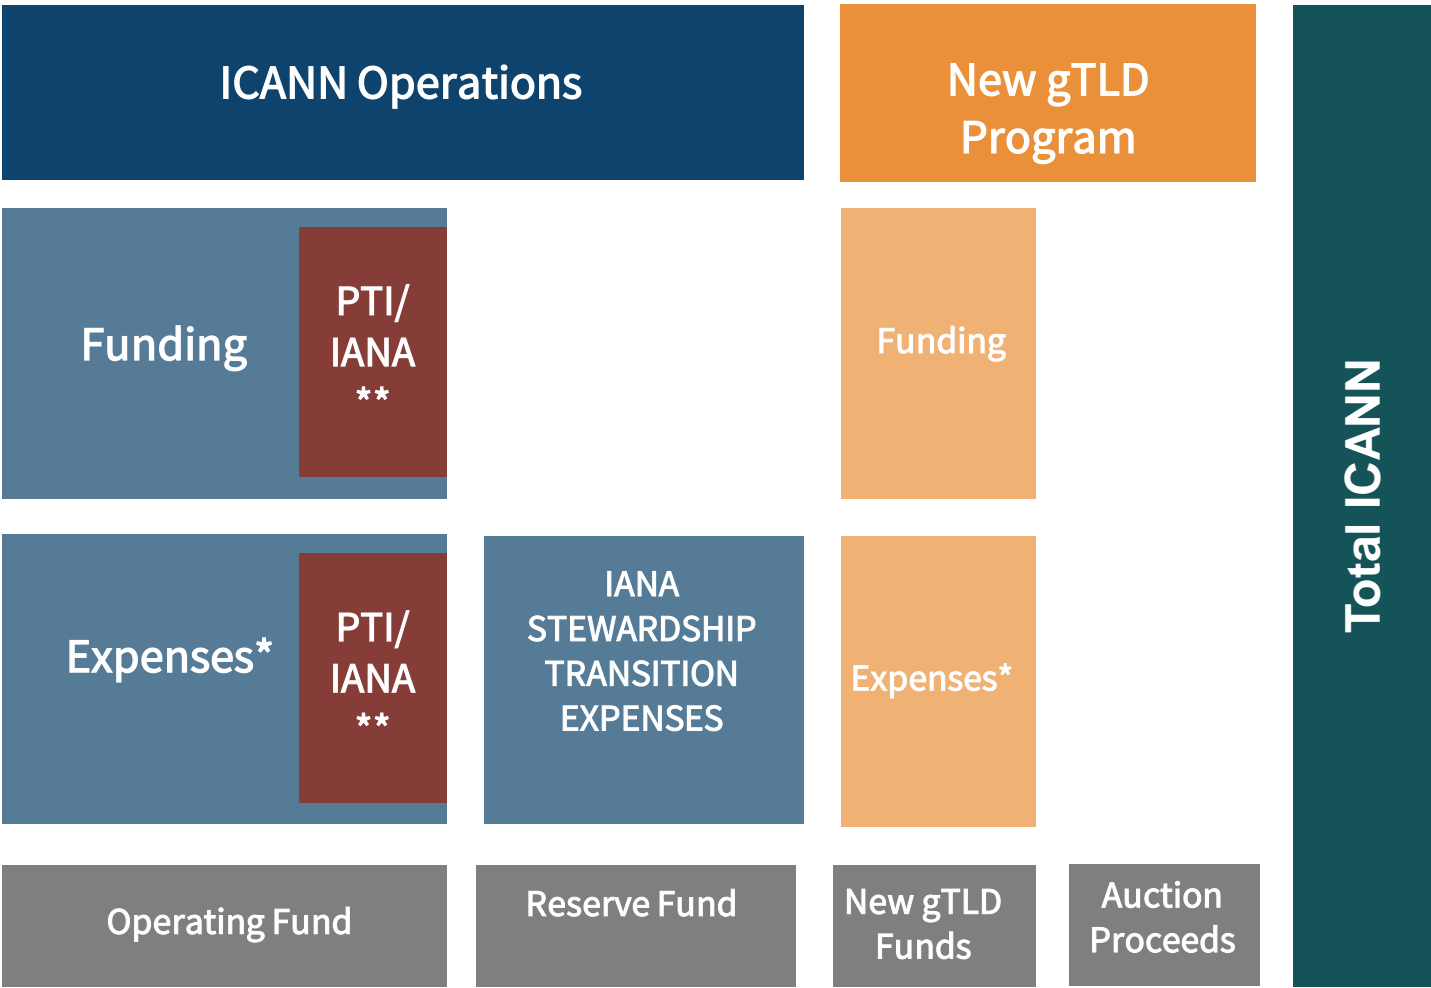 ICANN Operations
New gTLD
Program
Funding
PTI/
IANA
**
Funding
Expenses*
PTI/
IANA
**
IANA
STEWARDSHIP
TRANSITION
EXPENSES
Expenses*
Operating Fund
Reserve Fund
New gTLD
Funds
Auction
Proceeds
Total ICANN